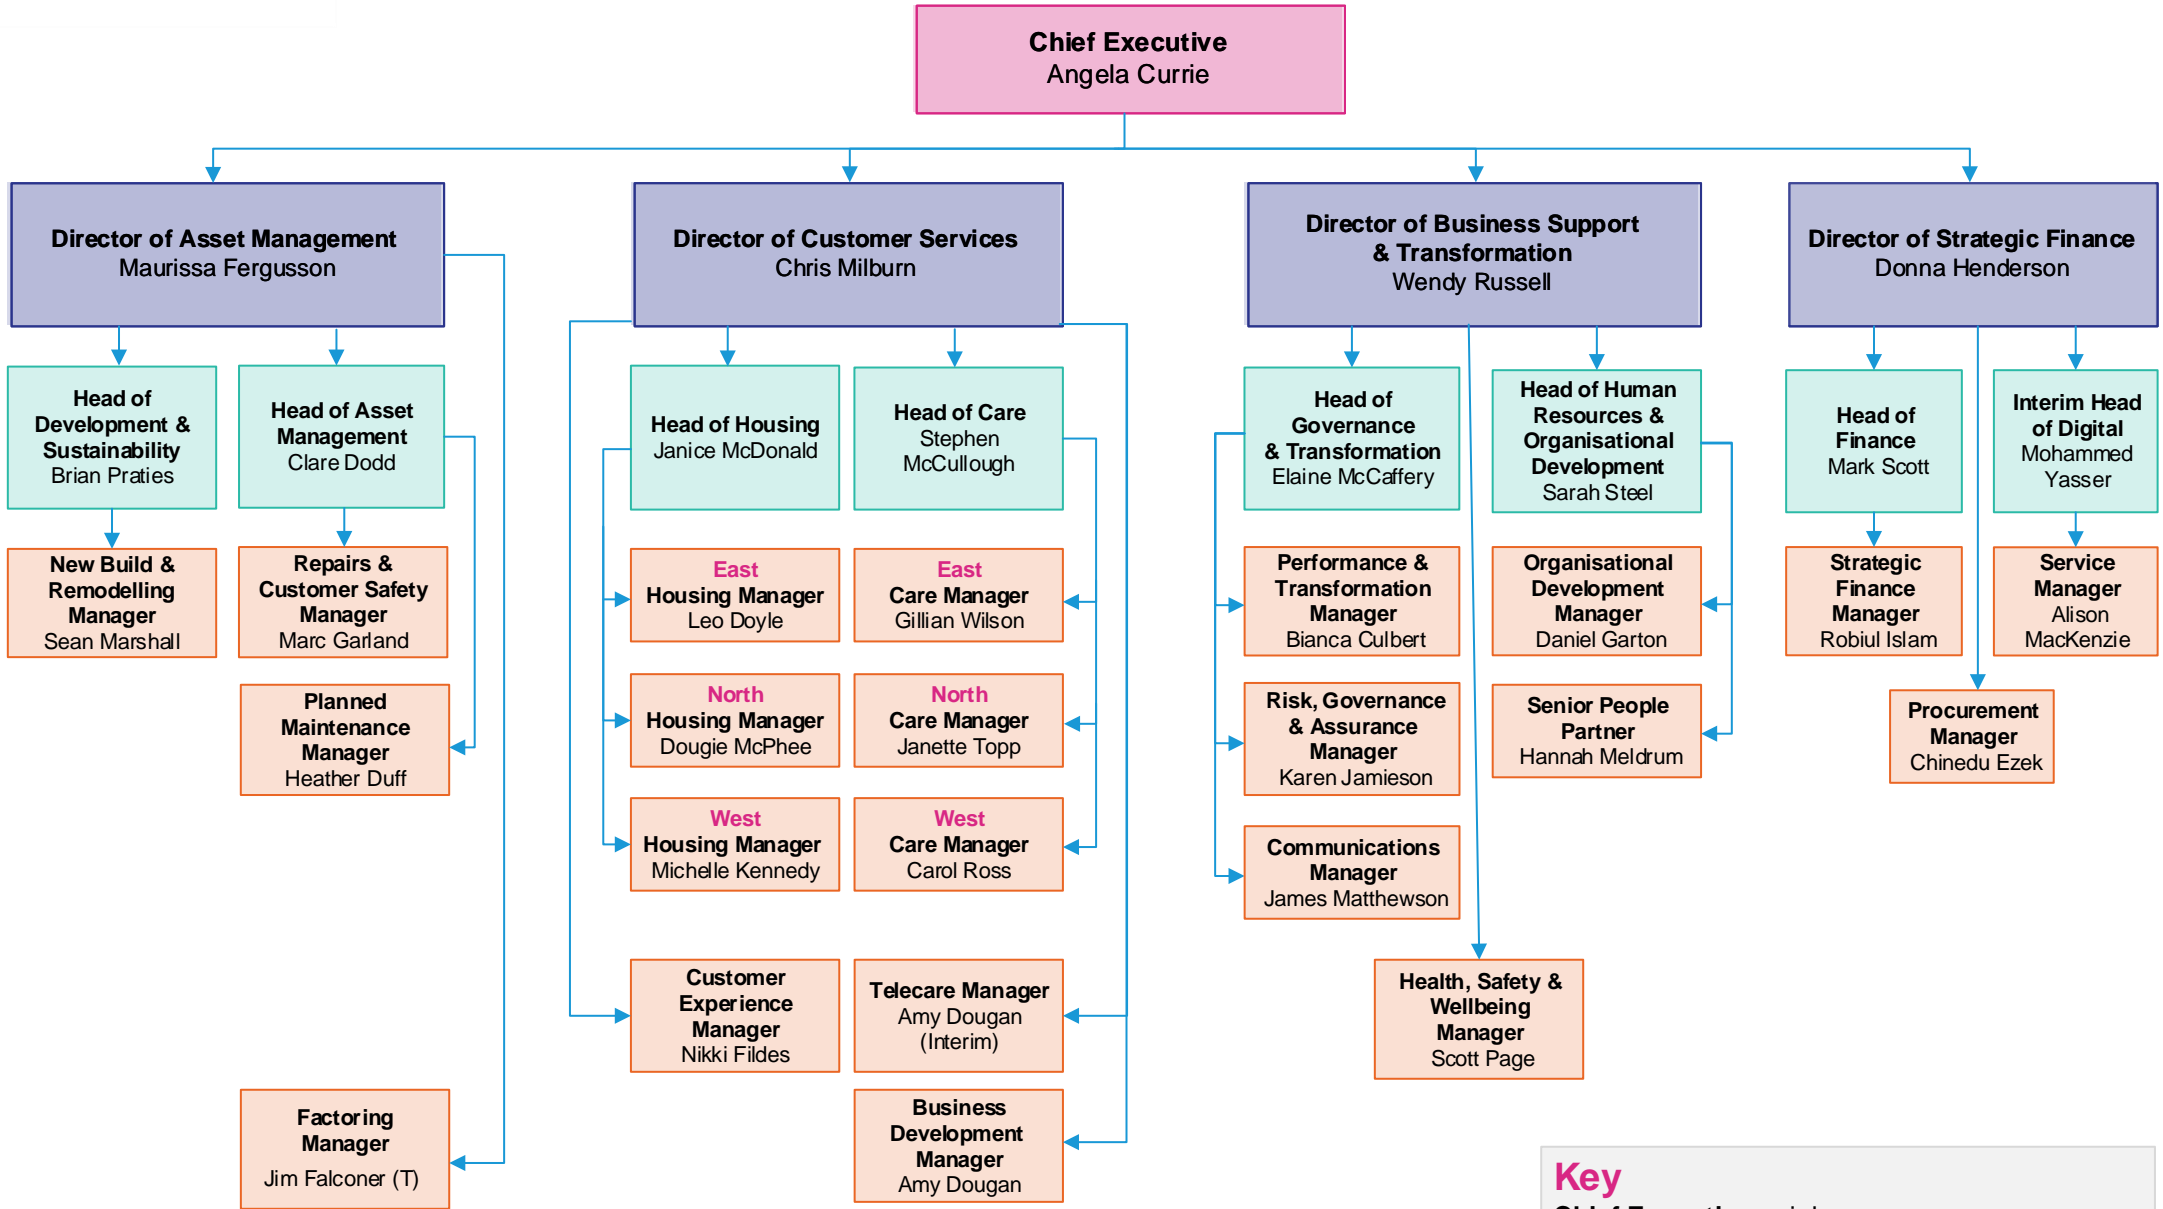 Chief Executive
Angela Currie
Director of Asset Management
Maurissa Fergusson
Director of Customer Services
Chris Milburn
Director of Business Support
& Transformation
Wendy Russell
Director of Strategic Finance
Donna Henderson
Head of
Development &
Sustainability
Brian Praties
Head of Asset
Management
Clare Dodd
Head of Housing
Janice McDonald
Head of Care
Stephen
McCullough
Head of
Governance
& Transformation
Elaine McCaffery
Head of Human
Resources &
Organisational
Development
Sarah Steel
Head of
Finance
Mark Scott
Interim Head
of Digital
Mohammed
Yasser
New Build &
Remodelling
Manager
Sean Marshall
Repairs &
Customer Safety
Manager
Marc Garland
East
Housing Manager
Leo Doyle
East
Care Manager
Gillian Wilson
Performance &
Transformation
Manager
Bianca Culbert
Organisational
Development
Manager
Daniel Garton
Strategic
Finance
Manager
Robiul Islam
Service
Manager
Alison
MacKenzie
Planned
Maintenance
Manager
Heather Duff
North
Housing Manager
Dougie McPhee
North
Care Manager
Janette Topp
Risk, Governance
& Assurance
Manager
Karen Jamieson
Senior People
Partner
Hannah Meldrum
Procurement
Manager
Chinedu Ezek
West
Housing Manager
Michelle Kennedy
West
Care Manager
Carol Ross
Communications
Manager
James Matthewson
Customer
Experience
Manager
Nikki Fildes
Telecare Manager
Amy Dougan
(Interim)
Health, Safety &
Wellbeing
Manager
Scott Page
Factoring
Manager
Jim Falconer (T)
Business
Development
Manager
Amy Dougan
Key